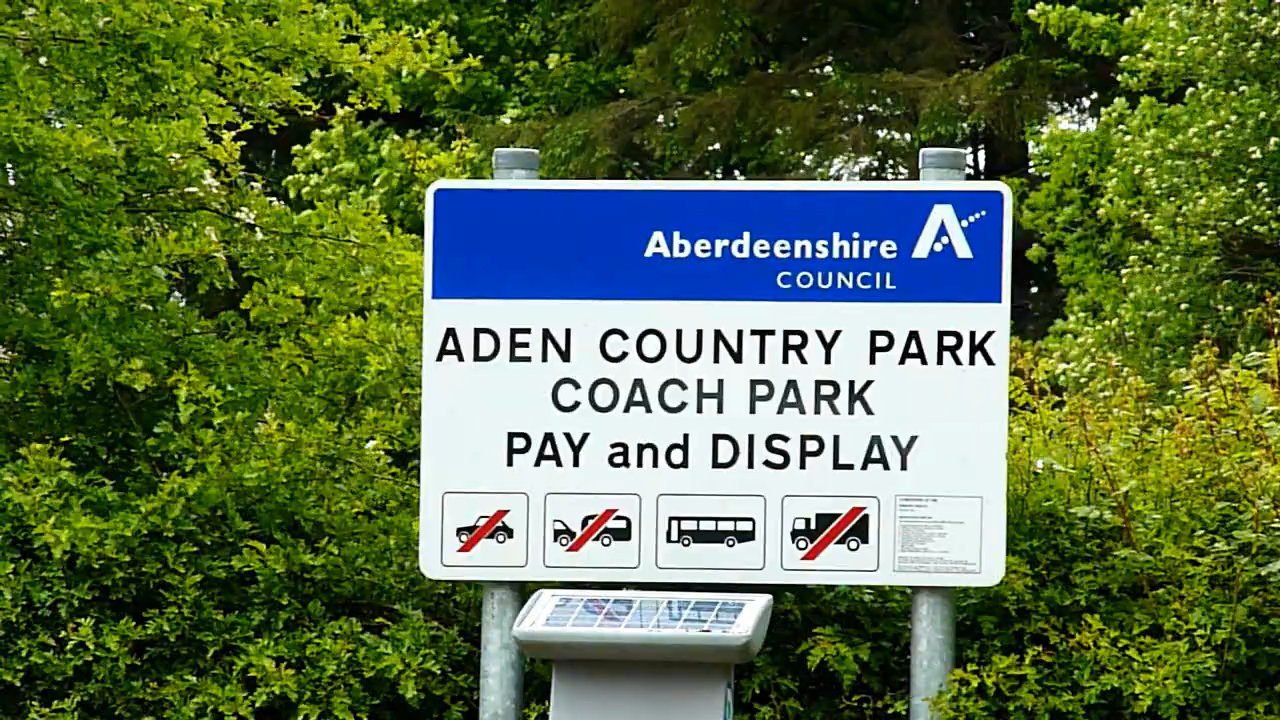 Aberdeenshire
COUNCIL
ADEN COUNTRY PARK
COACH PARK
PAY and DISPLAY